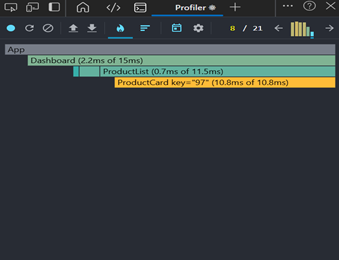 Profiler
8 / 21
App
Dashboard (2.2ms of 15ms)
ProductList (0.7ms of 11.5ms)
ProductCard key="97" (10.8ms of 10.8ms)